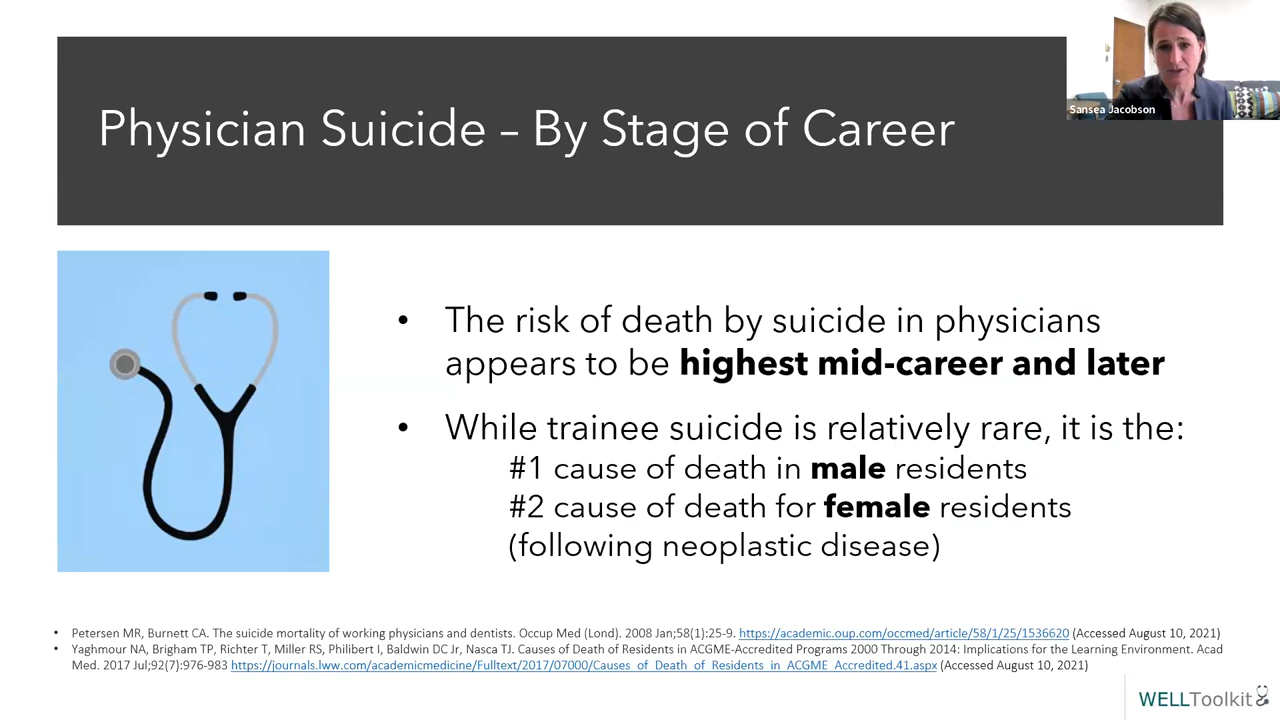 Sansea Jacobson
Physician Suicide – By Stage of Career
• The risk of death by suicide in physicians
appears to be highest mid-career and later
• While trainee suicide is relatively rare, it is the:
#1 cause of death in male residents
#2 cause of death for female residents
(following neoplastic disease)
• Petersen MR, Burnett CA. The suicide mortality of working physicians and dentists. Occup Med (Lond). 2008 Jan;58(1):25-9. https://academic.oup.com/occmed/article/58/1/25/1536620 (Accessed August 10, 2021)
• Yaghmour NA, Brigham TP, Richter T, Miller RS, Philibert I, Baldwin DC Jr, Nasca TJ. Causes of Death of Residents in ACGME-Accredited Programs 2000 Through 2014: Implications for the Learning Environment. Acad
Med. 2017 Jul;92(7):976-983 https://journals.lww.com/academicmedicine/Fulltext/2017/07000/Causes_of_Death_of_Residents_in_ACGME_Accredited.41.aspx (Accessed August 10, 2021)
WELLToolkit